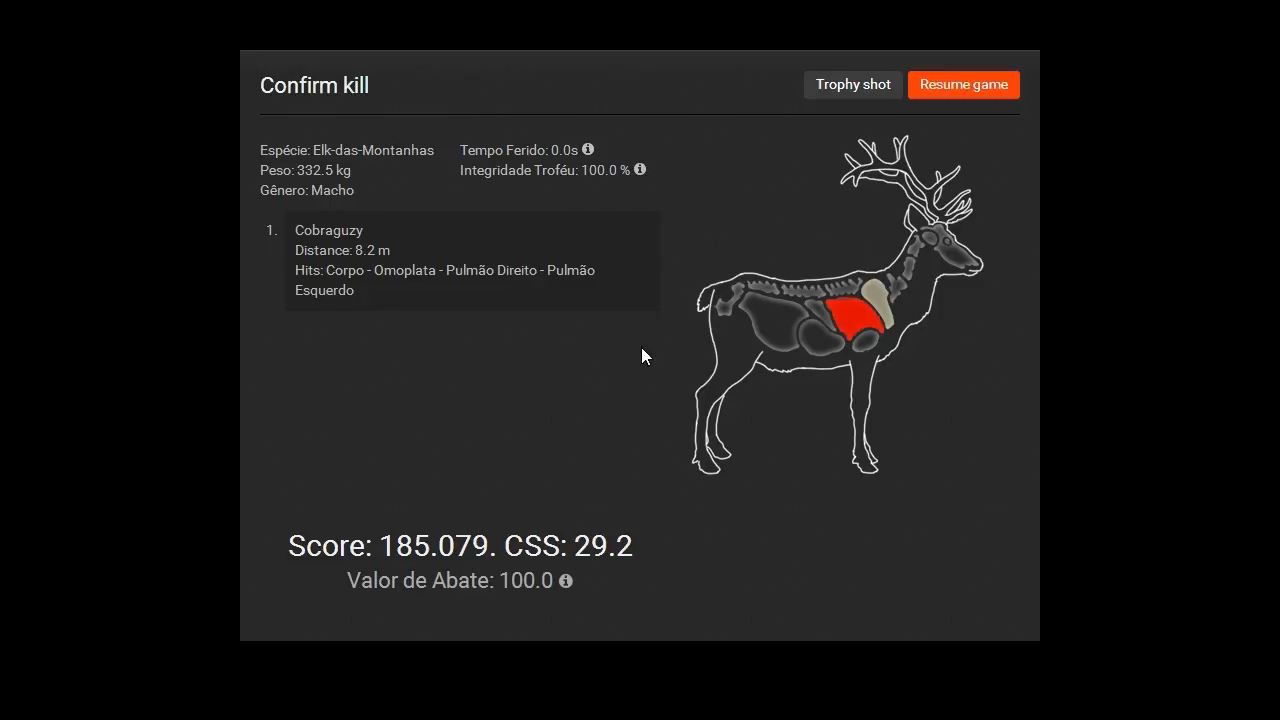 Confirm kill
Trophy shot
Resume game
Espécie: Elk-das-Montanhas
Peso: 332.5 kg
Gênero: Macho
Tempo Ferido: 0.0s
Integridade Troféu: 100.0 %
1. Cobraguzy
Distance: 8.2 m
Hits: Corpo - Omoplata - Pulmão Direito - Pulmão
Esquerdo
Score: 185.079. CSS: 29.2
Valor de Abate: 100.0